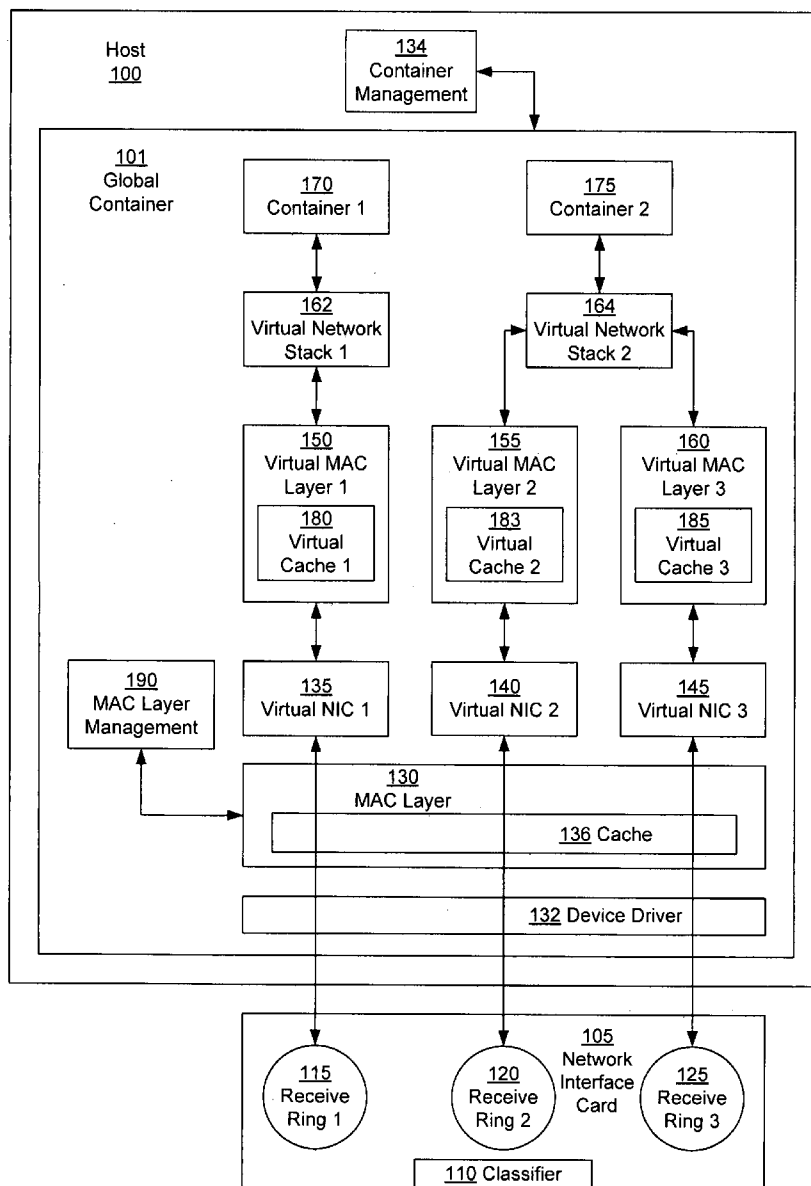 Host
100
134
Container
Management
101
Global
Container
170
Container 1
175
Container 2
162
Virtual Network
Stack 1
164
Virtual Network
Stack 2
150
Virtual MAC
Layer 1
180
Virtual
Cache 1
155
Virtual MAC
Layer 2
183
Virtual
Cache 2
160
Virtual MAC
Layer 3
185
Virtual
Cache 3
190
MAC Layer
Management
135
Virtual NIC 1
140
Virtual NIC 2
145
Virtual NIC 3
130
MAC Layer
136 Cache
132 Device Driver
105
Network
Interface
Card
115
Receive
Ring 1
120
Receive
Ring 2
125
Receive
Ring 3
110 Classifier